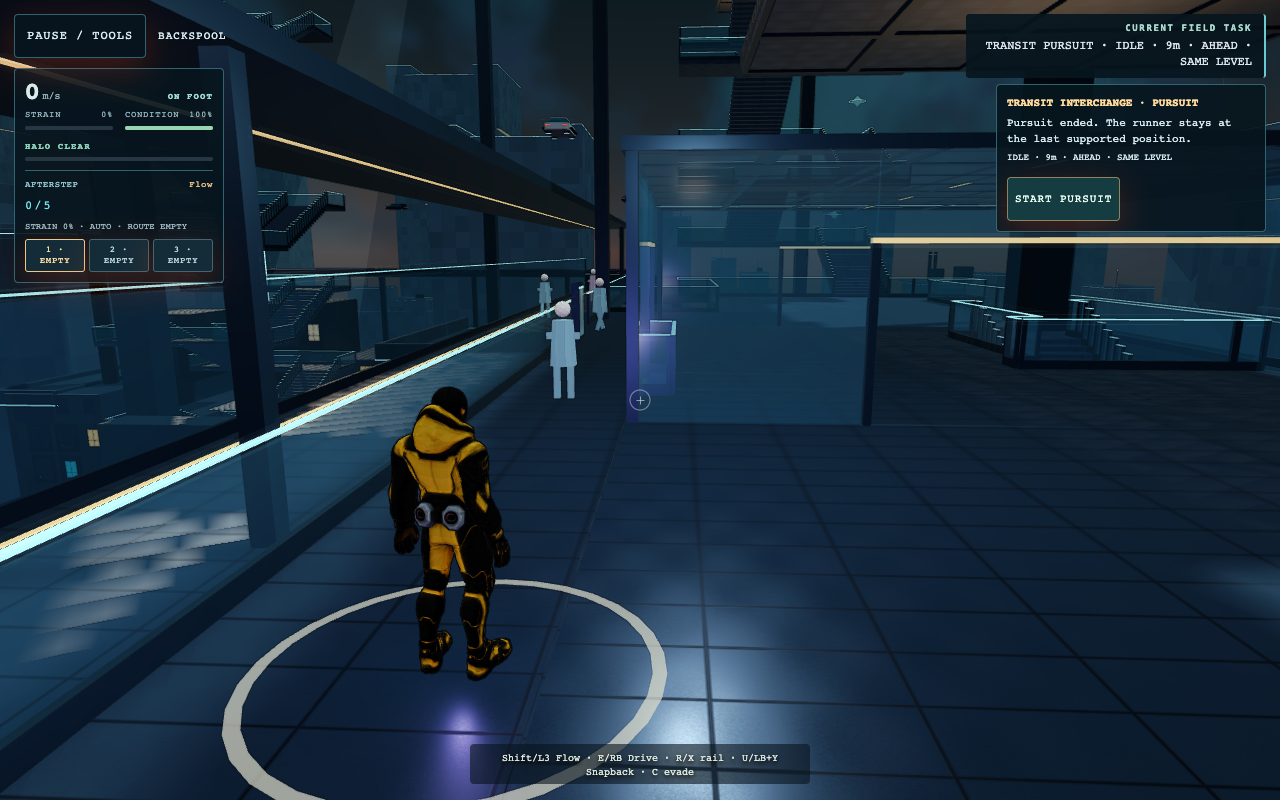 PAUSE / TOOLS
BACKSPOOL
0 m/s
ON FOOT
STRAIN 0%
CONDITION 100%
HALO CLEAR
AFTERSTEP
Flow
0 / 5
STRAIN 0% · AUTO · ROUTE EMPTY
1 ·
EMPTY
2 ·
EMPTY
3 ·
EMPTY
CURRENT FIELD TASK
TRANSIT PURSUIT · IDLE · 9m · AHEAD ·
SAME LEVEL
TRANSIT INTERCHANGE · PURSUIT
Pursuit ended. The runner stays at
the last supported position.
IDLE · 9m · AHEAD · SAME LEVEL
START PURSUIT
Shift/L3 Flow · E/RB Drive · R/X rail · U/LB+Y
Snapback · C evade